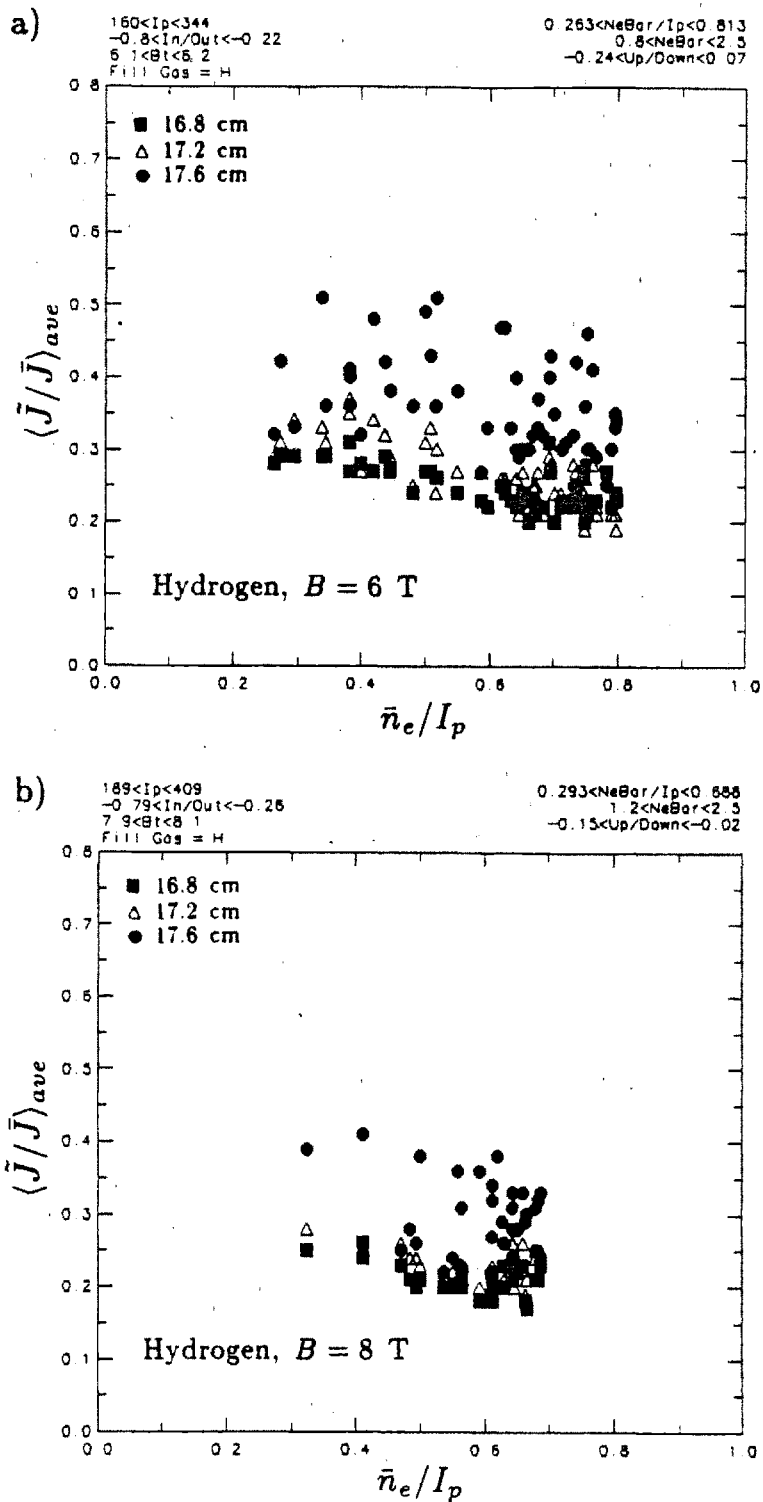 a)
160<Ip<344
-0.8<In/Out<-0 22
6 1<Bt<6.2
Fill Gas = H
0.263<NeBar/Ip<0.813
0.8<NeBar<2.5
-0.24<Up/Down<0 07
0.8
0.7
0.6
0.5
0.4
0.3
0.2
0 1
0.0
■ 16.8 cm
△ 17.2 cm
● 17.6 cm
⟨J̃/J̄⟩ave
Hydrogen, B = 6 T
0.0 0.2 0.4 0.6 0.8 1.0
n̄e/Ip
b)
189<Ip<409
-0.79<In/Out<-0.26
7 9<Bt<8 1
Fill Gas = H
0.293<NeBar/Ip<0.688
1.2<NeBar<2.5
-0.15<Up/Down<-0.02
0.8
0.7
0.6
0.5
0.4
0.3
0.2
0.1
0.0
■ 16.8 cm
△ 17.2 cm
● 17.6 cm
⟨J̃/J̄⟩ave
Hydrogen, B = 8 T
0.0 0.2 0.4 0.6 0.8 1.0
n̄e/Ip